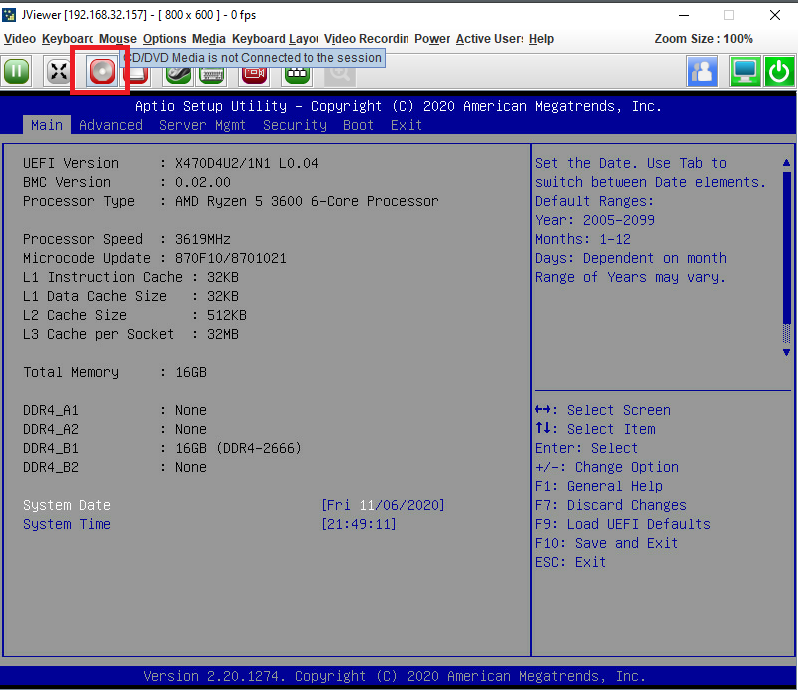 JViewer [192.168.32.157] - [ 800 x 600 ] - 0 fps
Video Keyboard Mouse Options Media Keyboard Layou Video Recordin Power Active User: Help Zoom Size : 100%
CD/DVD Media is not Connected to the session
Aptio Setup Utility - Copyright (C) 2020 American Megatrends, Inc.
Main Advanced Server Mgmt Security Boot Exit
UEFI Version : X470D4U2/1N1 L0.04
BMC Version : 0.02.00
Processor Type : AMD Ryzen 5 3600 6-Core Processor
Processor Speed : 3619MHz
Microcode Update : 870F10/8701021
L1 Instruction Cache : 32KB
L1 Data Cache Size : 32KB
L2 Cache Size : 512KB
L3 Cache per Socket : 32MB
Total Memory : 16GB
DDR4_A1 : None
DDR4_A2 : None
DDR4_B1 : 16GB (DDR4-2666)
DDR4_B2 : None
System Date [Fri 11/06/2020]
System Time [21:49:11]
Set the Date. Use Tab to
switch between Date elements.
Default Ranges:
Year: 2005-2099
Months: 1-12
Days: Dependent on month
Range of Years may vary.
↔: Select Screen
↑↓: Select Item
Enter: Select
+/-: Change Option
F1: General Help
F7: Discard Changes
F9: Load UEFI Defaults
F10: Save and Exit
ESC: Exit
Version 2.20.1274. Copyright (C) 2020 American Megatrends, Inc.